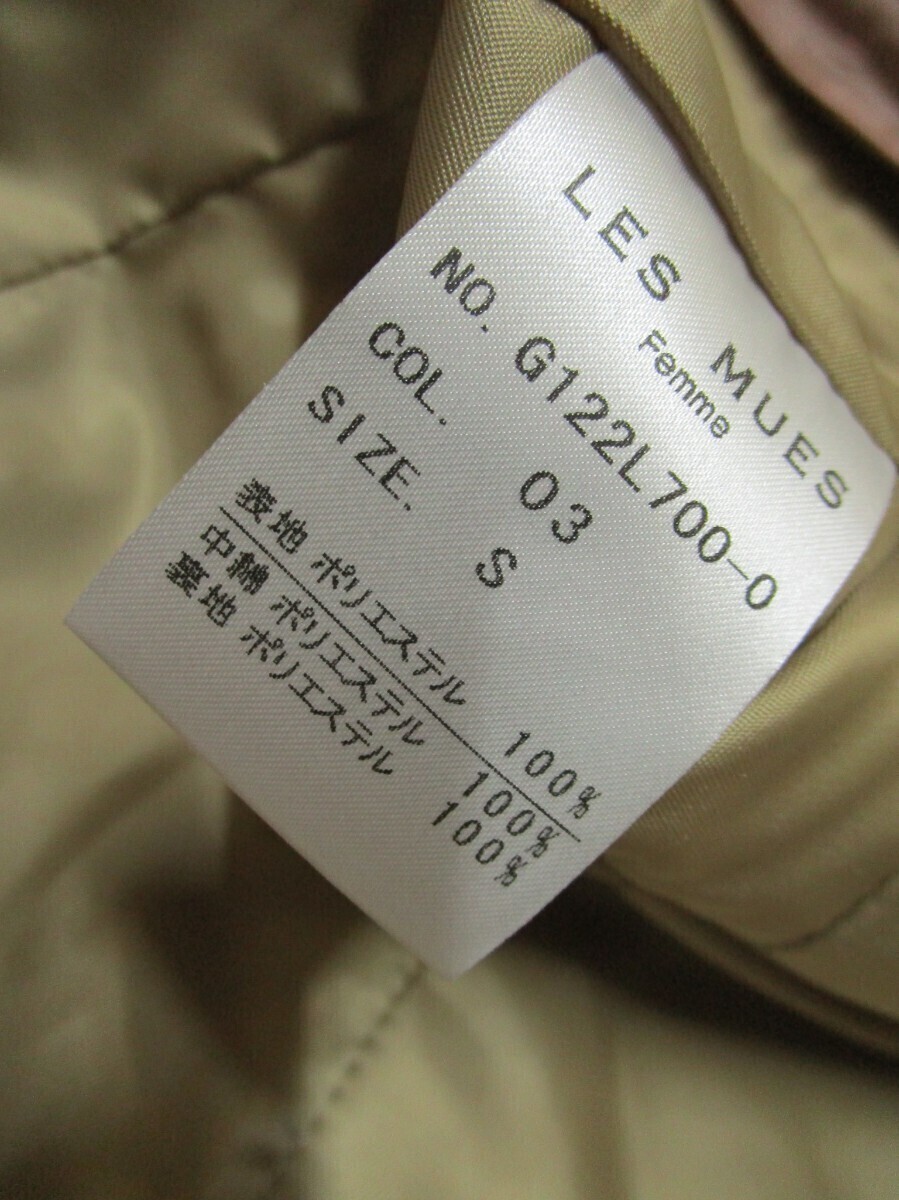 LES MUES
Femme
NO. G122L700-0
COL. 03
SIZE. S
表地 ポリエステル 100%
中綿 ポリエステル 100%
裏地 ポリエステル 100%